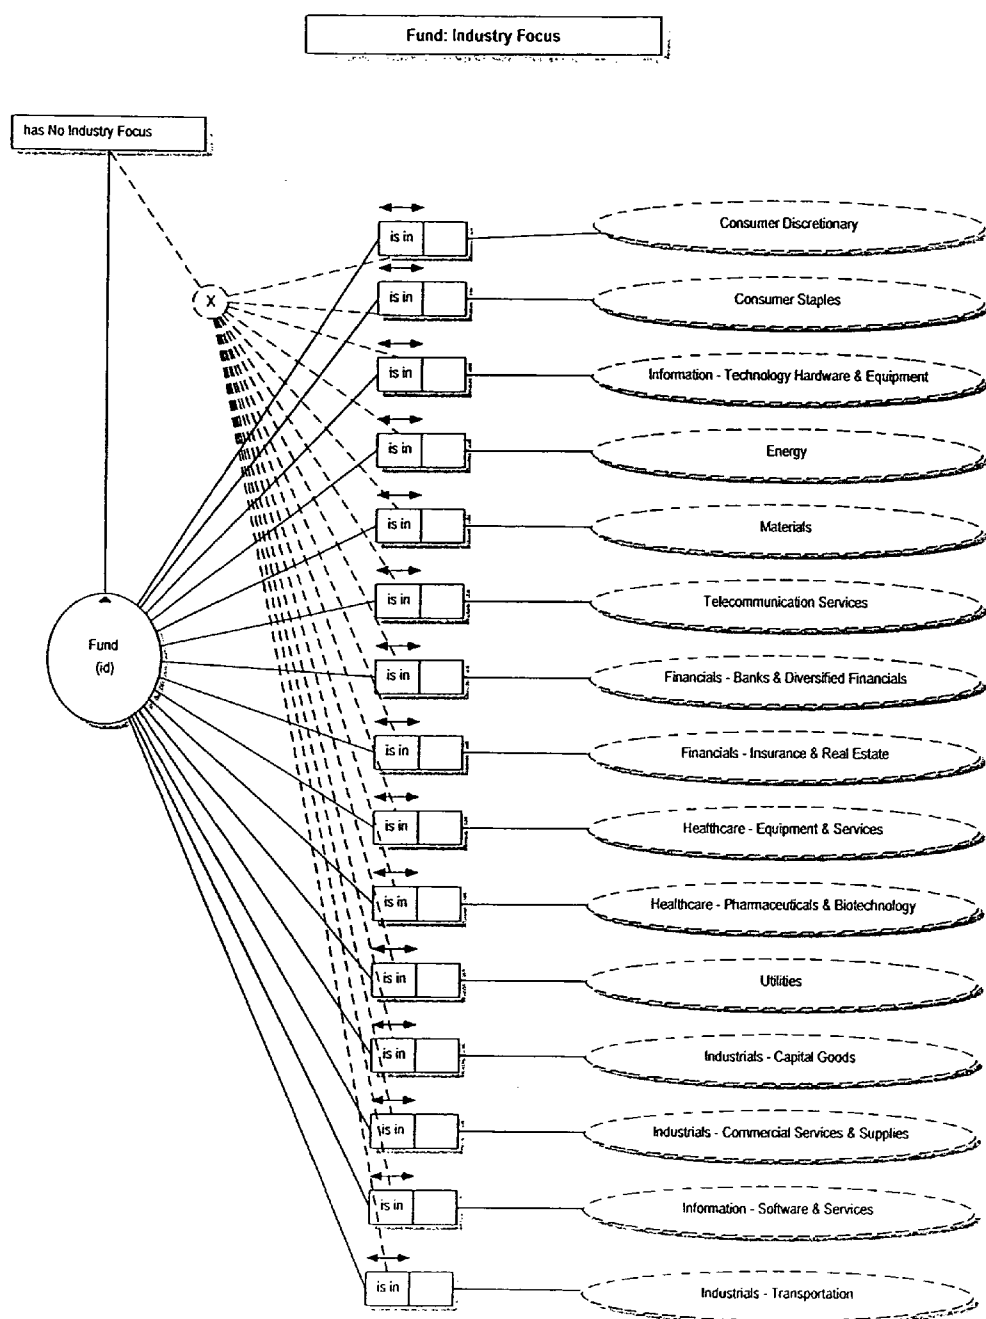 Fund: Industry Focus
has No Industry Focus
is in
Consumer Discretionary
X
is in
Consumer Staples
is in
Information - Technology Hardware & Equipment
is in
Energy
is in
Materials
is in
Telecommunication Services
Fund
(id)
is in
Financials - Banks & Diversified Financials
is in
Financials - Insurance & Real Estate
is in
Healthcare - Equipment & Services
is in
Healthcare - Pharmaceuticals & Biotechnology
is in
Utilities
is in
Industrials - Capital Goods
is in
Industrials - Commercial Services & Supplies
is in
Information - Software & Services
is in
Industrials - Transportation